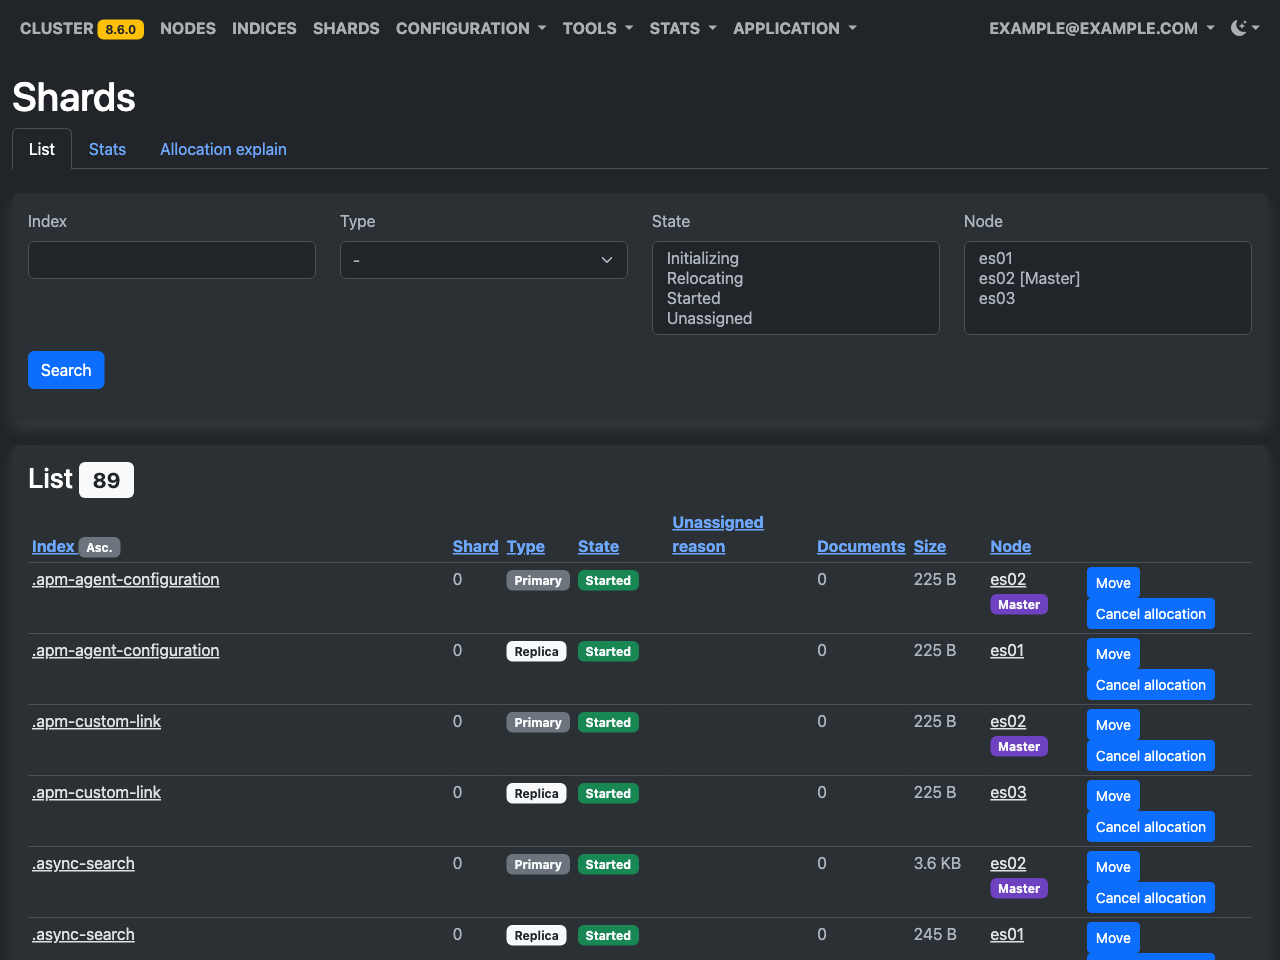 CLUSTER 8.6.0 NODES INDICES SHARDS CONFIGURATION TOOLS STATS APPLICATION EXAMPLE@EXAMPLE.COM
Shards
List Stats Allocation explain
Index Type State Node
-
Initializing
Relocating
Started
Unassigned
es01
es02 [Master]
es03
Search
List 89
Index Asc. Shard Type State Unassigned reason Documents Size Node
.apm-agent-configuration 0 Primary Started 0 225 B es02 Master Move
Cancel allocation
.apm-agent-configuration 0 Replica Started 0 225 B es01 Move
Cancel allocation
.apm-custom-link 0 Primary Started 0 225 B es02 Master Move
Cancel allocation
.apm-custom-link 0 Replica Started 0 225 B es03 Move
Cancel allocation
.async-search 0 Primary Started 0 3.6 KB es02 Master Move
Cancel allocation
.async-search 0 Replica Started 0 245 B es01 Move